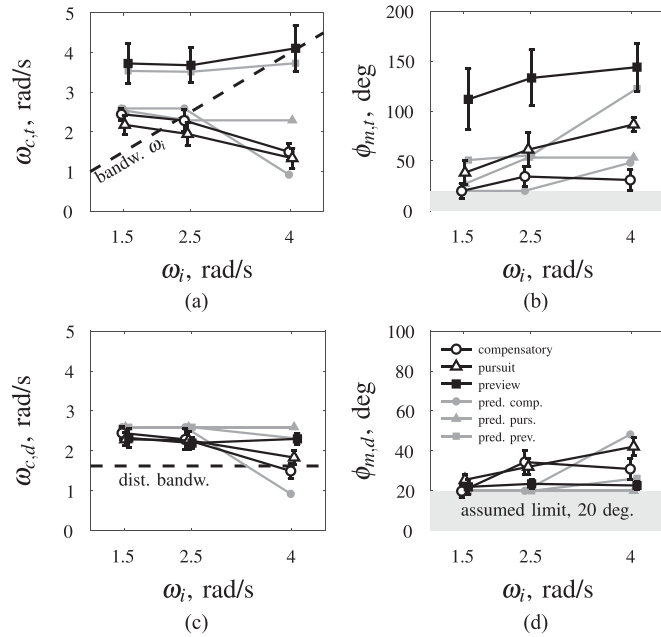 5
4
3
2
1
0
ω_{c,t}, rad/s
bandw. ω_i
1.5 2.5 4
ω_i, rad/s
(a)
200
150
100
50
0
ϕ_{m,t}, deg
1.5 2.5 4
ω_i, rad/s
(b)
5
4
3
2
1
0
ω_{c,d}, rad/s
dist. bandw.
1.5 2.5 4
ω_i, rad/s
(c)
100
80
60
40
20
0
ϕ_{m,d}, deg
compensatory
pursuit
preview
pred. comp.
pred. purs.
pred. prev.
assumed limit, 20 deg.
1.5 2.5 4
ω_i, rad/s
(d)